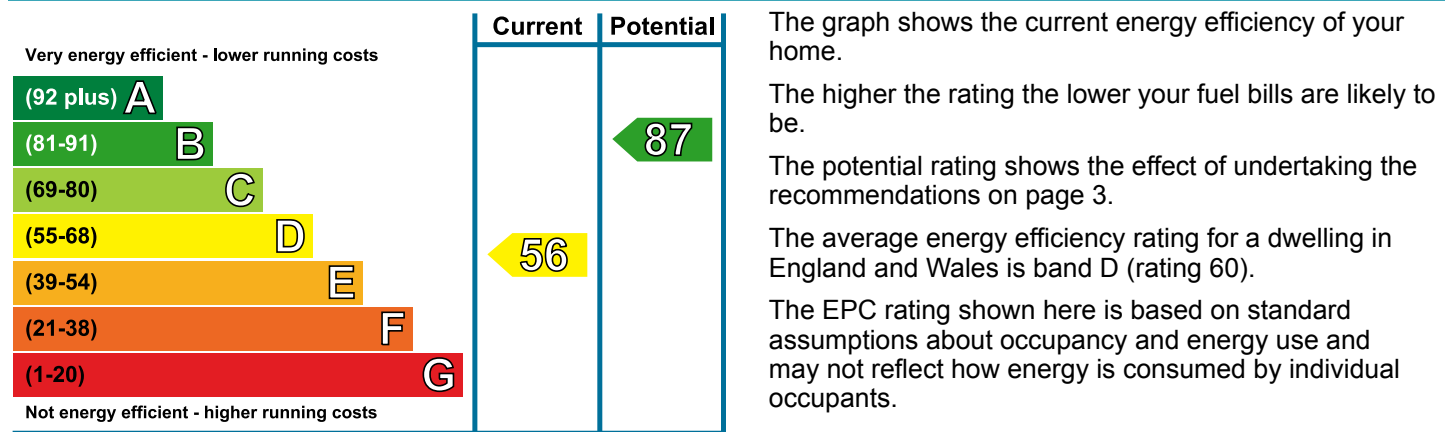 Current Potential
Very energy efficient - lower running costs
(92 plus) A
(81-91) B
87
(69-80) C
(55-68) D
56
(39-54) E
(21-38) F
(1-20) G
Not energy efficient - higher running costs
The graph shows the current energy efficiency of your
home.
The higher the rating the lower your fuel bills are likely to
be.
The potential rating shows the effect of undertaking the
recommendations on page 3.
The average energy efficiency rating for a dwelling in
England and Wales is band D (rating 60).
The EPC rating shown here is based on standard
assumptions about occupancy and energy use and
may not reflect how energy is consumed by individual
occupants.